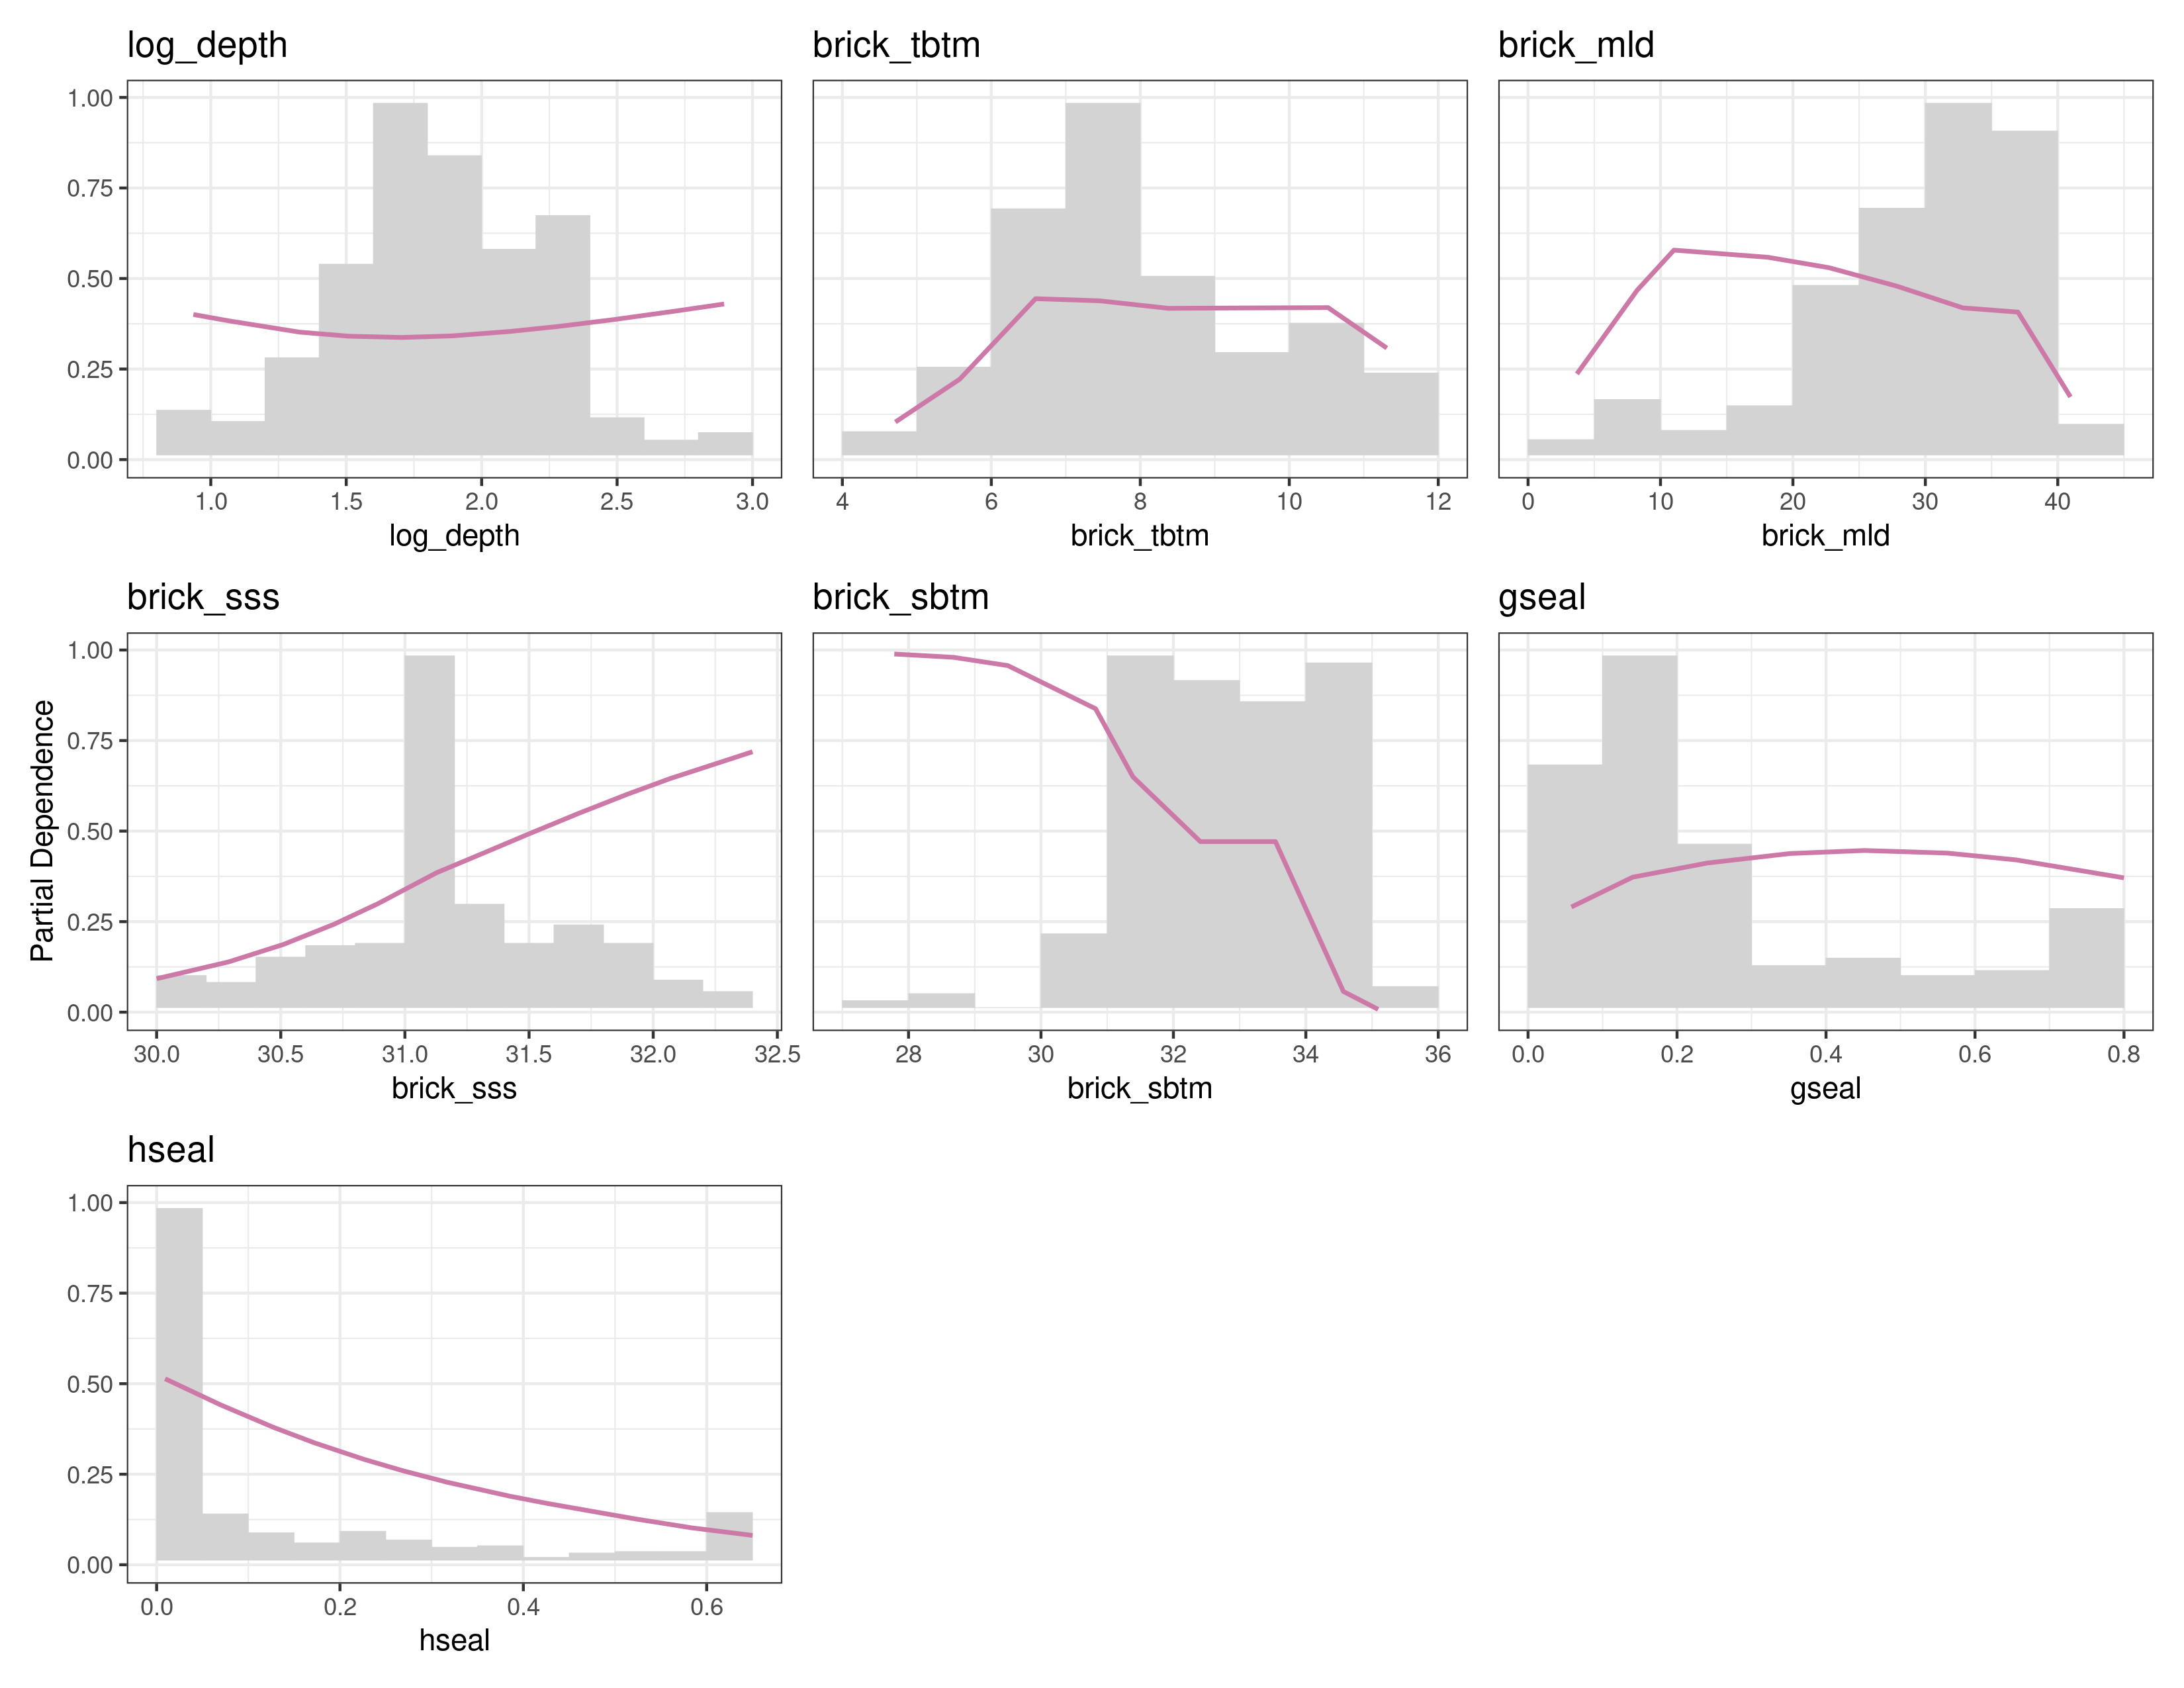 log_depth
brick_tbtm
brick_mld
1.00
0.75
0.50
0.25
0.00
1.0 1.5 2.0 2.5 3.0
4 6 8 10 12
0 10 20 30 40
log_depth
brick_tbtm
brick_mld
brick_sss
brick_sbtm
gseal
Partial Dependence
1.00
0.75
0.50
0.25
0.00
30.0 30.5 31.0 31.5 32.0 32.5
28 30 32 34 36
0.0 0.2 0.4 0.6 0.8
brick_sss
brick_sbtm
gseal
hseal
1.00
0.75
0.50
0.25
0.00
0.0 0.2 0.4 0.6
hseal